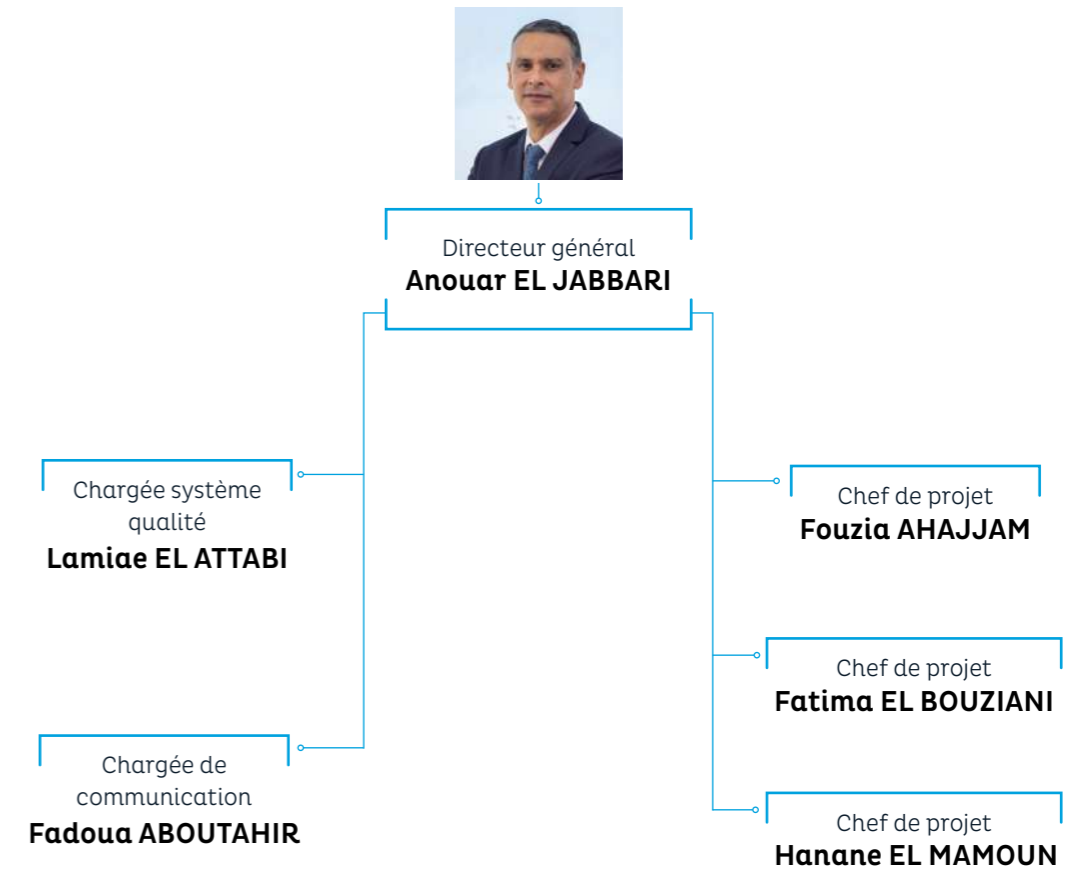 Directeur général
Anouar EL JABBARI
Chargée système
qualité
Lamiae EL ATTABI
Chef de projet
Fouzia AHAJJAM
Chef de projet
Fatima EL BOUZIANI
Chargée de
communication
Fadoua ABOUTAHIR
Chef de projet
Hanane EL MAMOUN